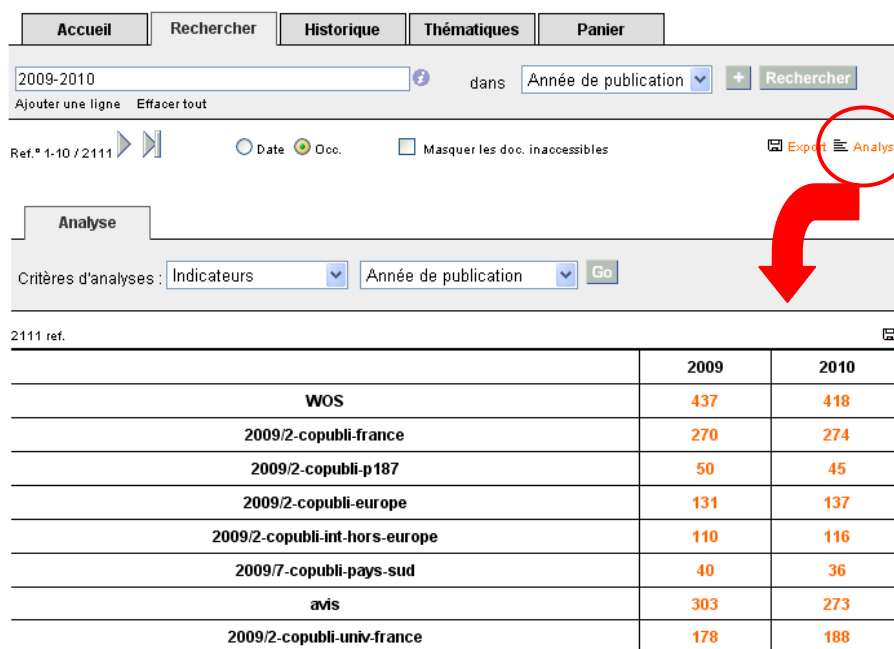 Accueil Rechercher Historique Thématiques Panier
2009-2010 dans Année de publication + Rechercher
Ajouter une ligne Effacer tout
Ref.° 1-10 / 2111 Date Occ. Masquer les doc. inaccessibles Export Analys
Analyse
Critères d'analyses : Indicateurs Année de publication Go
2111 ref.
2009 2010
WOS 437 418
2009/2-copubli-france 270 274
2009/2-copubli-p187 50 45
2009/2-copubli-europe 131 137
2009/2-copubli-int-hors-europe 110 116
2009/7-copubli-pays-sud 40 36
avis 303 273
2009/2-copubli-univ-france 178 188